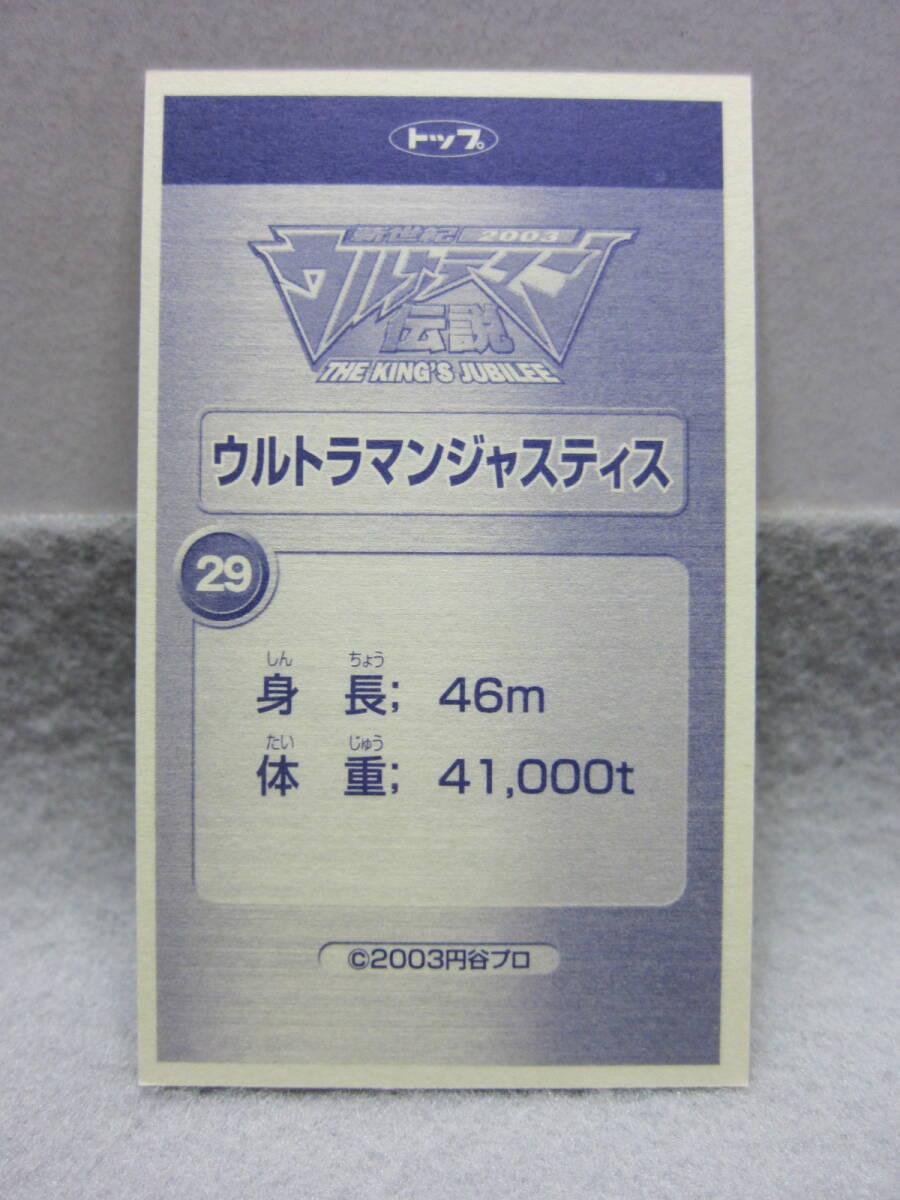 トップ。
新世紀 2003
ウルトラマン
伝説
THE KING'S JUBILEE
ウルトラマンジャスティス
29
しん ちょう
身 長; 46m
たい じゅう
体 重; 41,000t
©2003円谷プロ